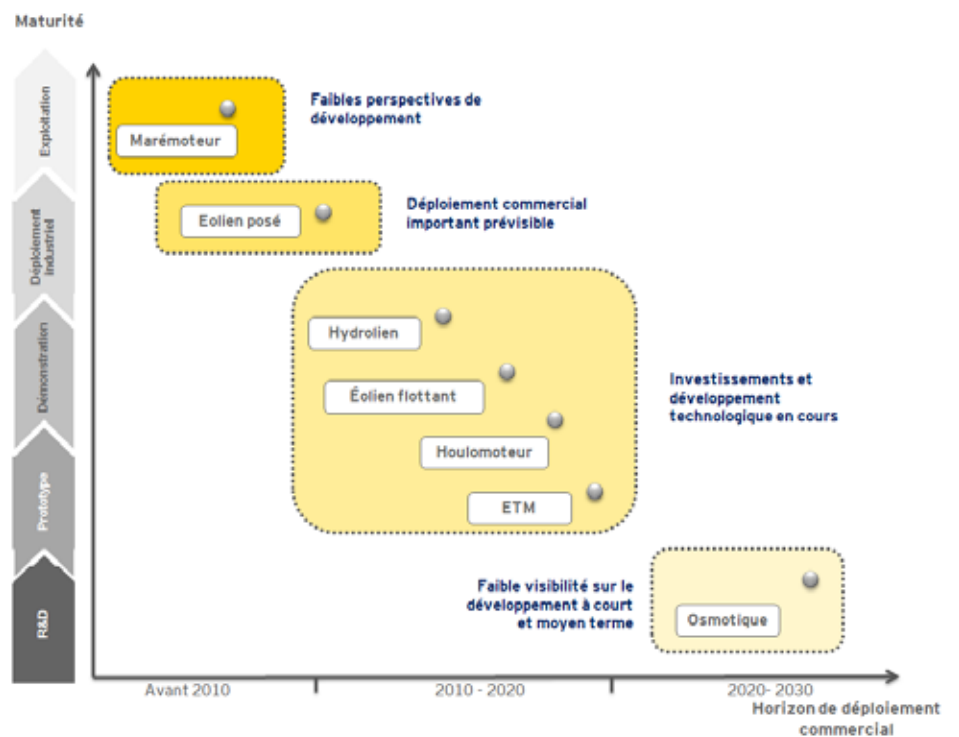 Maturité
Exploitation
Déploiement
industriel
Démonstration
Prototype
R&D
Marémoteur
Faibles perspectives de
développement
Eolien posé
Déploiement commercial
important prévisible
Hydrolien
Éolien flottant
Houlomoteur
ETM
Investissements et
développement
technologique en cours
Faible visibilité sur le
développement à court
et moyen terme
Osmotique
Avant 2010
2010 - 2020
2020- 2030
Horizon de déploiement
commercial